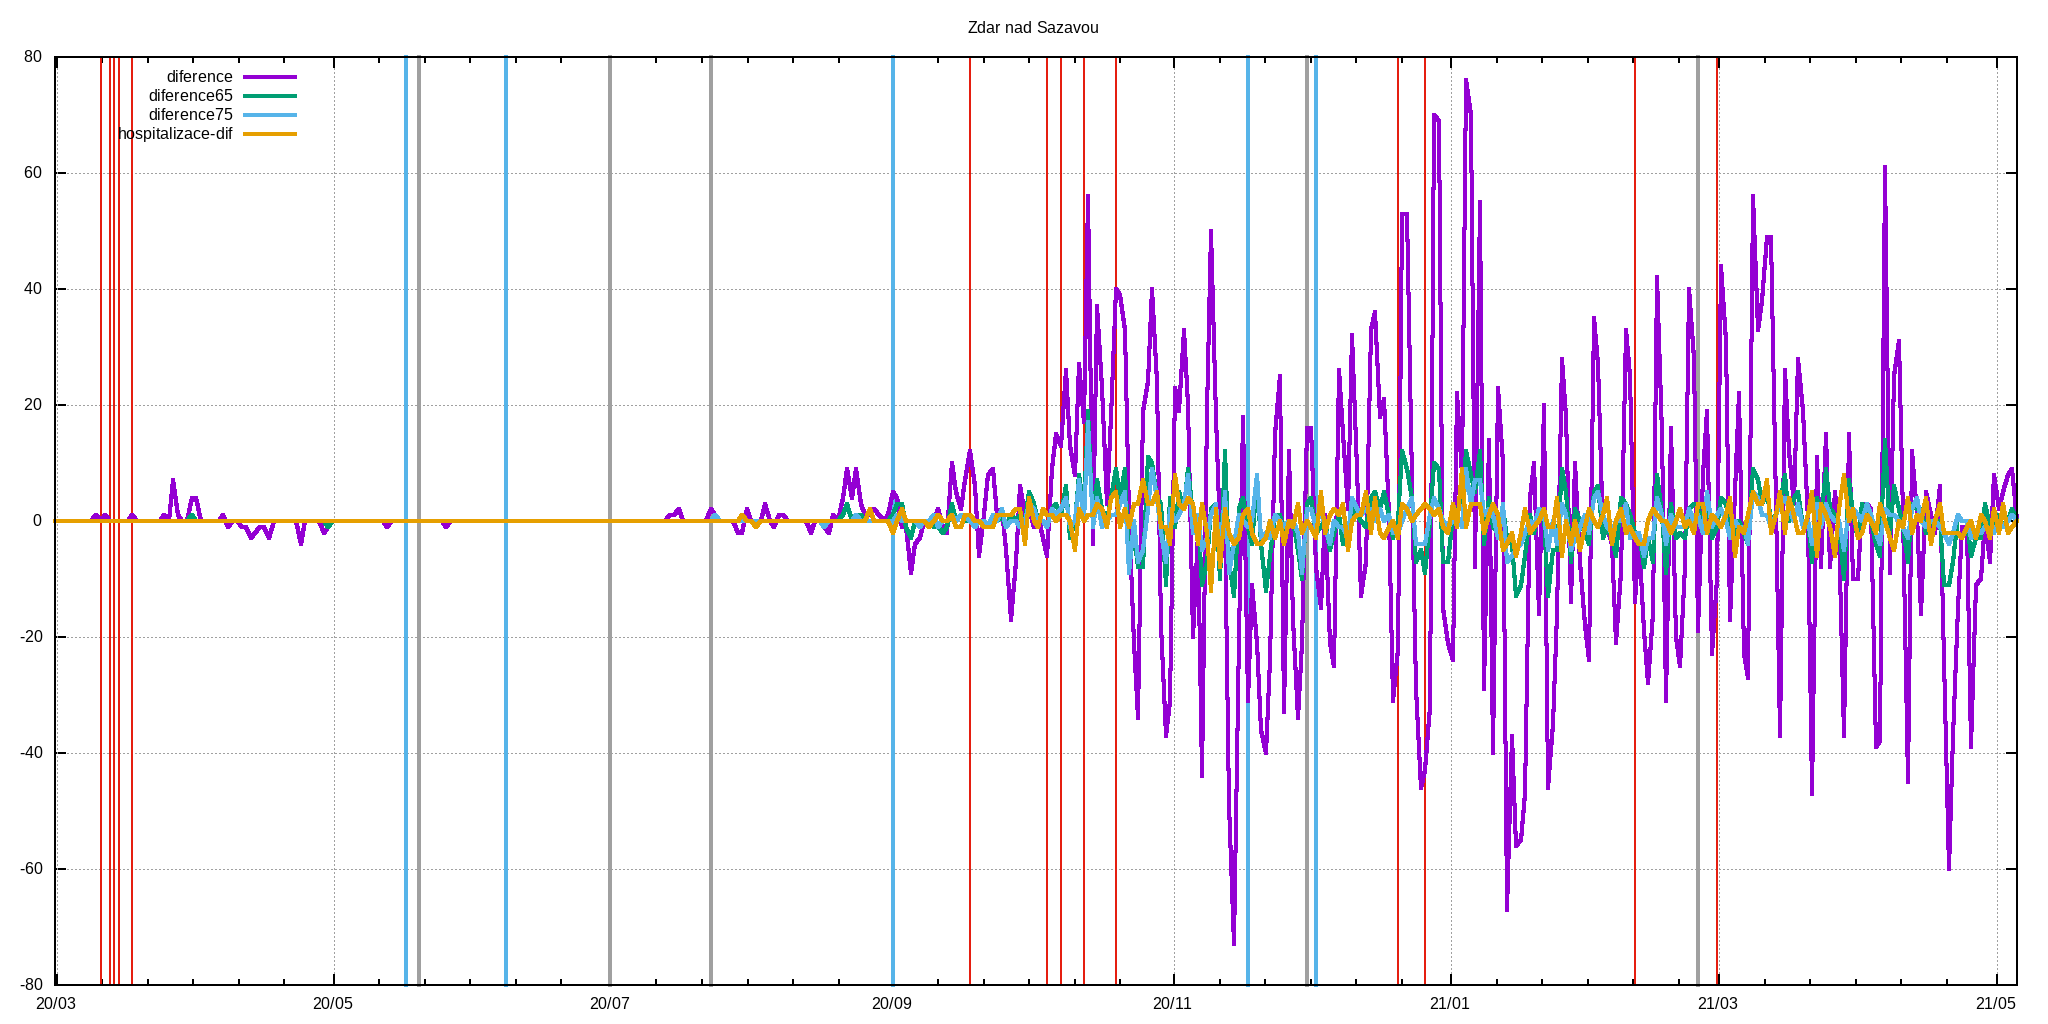 Zdar nad Sazavou
80
60
40
20
0
-20
-40
-60
-80
diference
diference65
diference75
hospitalizace-dif
20/03 20/05 20/07 20/09 20/11 21/01 21/03 21/05